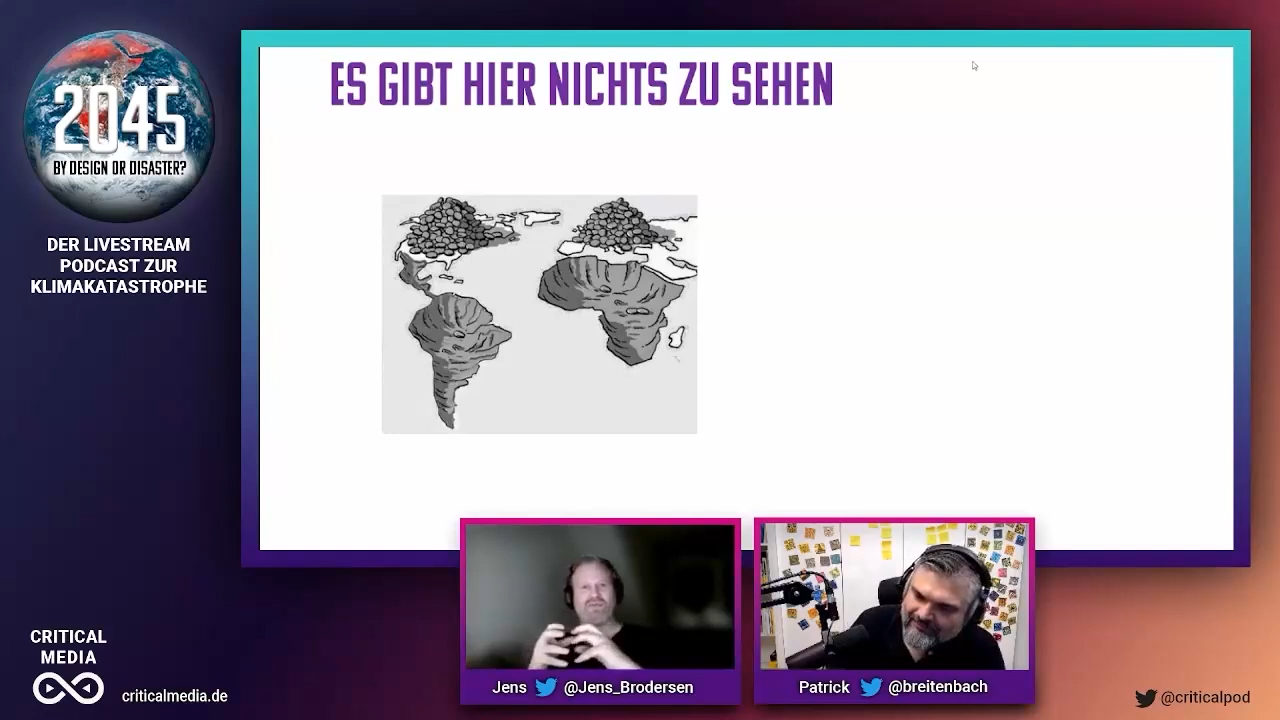 2045
BY DESIGN OR DISASTER?
DER LIVESTREAM
PODCAST ZUR
KLIMAKATASTROPHE
ES GIBT HIER NICHTS ZU SEHEN
CRITICAL
MEDIA
criticalmedia.de
Jens @Jens_Brodersen
Patrick @breitenbach
@criticalpod